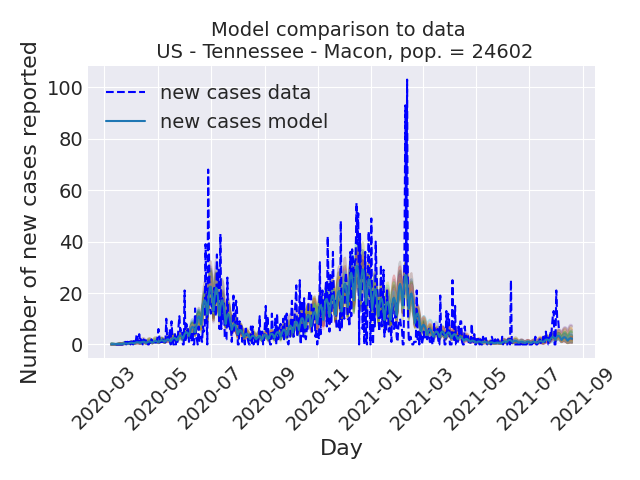 Model comparison to data
US - Tennessee - Macon, pop. = 24602
Number of new cases reported
100
80
60
40
20
0
new cases data
new cases model
2020-03
2020-05
2020-07
2020-09
2020-11
2021-01
2021-03
2021-05
2021-07
2021-09
Day